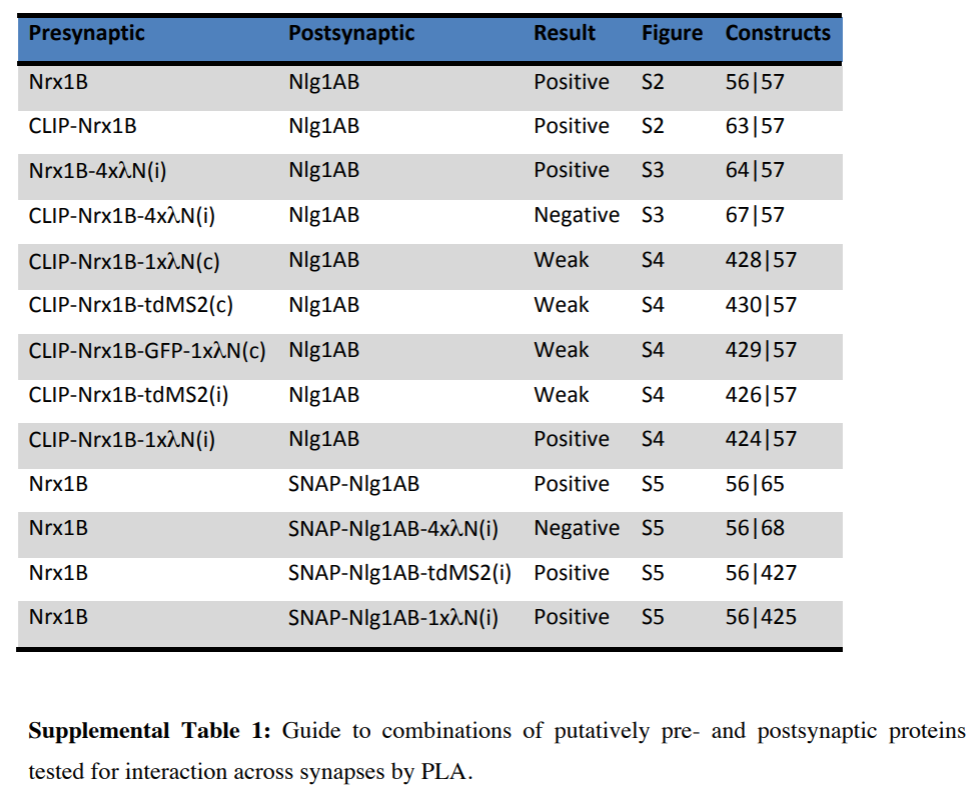 Presynaptic Postsynaptic Result Figure Constructs
Nrx1B Nlg1AB Positive S2 56|57
CLIP-Nrx1B Nlg1AB Positive S2 63|57
Nrx1B-4xλN(i) Nlg1AB Positive S3 64|57
CLIP-Nrx1B-4xλN(i) Nlg1AB Negative S3 67|57
CLIP-Nrx1B-1xλN(c) Nlg1AB Weak S4 428|57
CLIP-Nrx1B-tdMS2(c) Nlg1AB Weak S4 430|57
CLIP-Nrx1B-GFP-1xλN(c) Nlg1AB Weak S4 429|57
CLIP-Nrx1B-tdMS2(i) Nlg1AB Weak S4 426|57
CLIP-Nrx1B-1xλN(i) Nlg1AB Positive S4 424|57
Nrx1B SNAP-Nlg1AB Positive S5 56|65
Nrx1B SNAP-Nlg1AB-4xλN(i) Negative S5 56|68
Nrx1B SNAP-Nlg1AB-tdMS2(i) Positive S5 56|427
Nrx1B SNAP-Nlg1AB-1xλN(i) Positive S5 56|425
Supplemental Table 1: Guide to combinations of putatively pre- and postsynaptic proteins
tested for interaction across synapses by PLA.